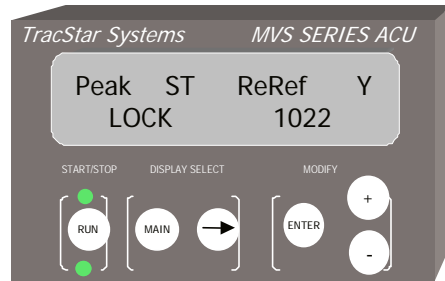 TracStar Systems MVS SERIES ACU
Peak ST ReRef Y
LOCK 1022
START/STOP DISPLAY SELECT MODIFY
RUN MAIN ENTER + -